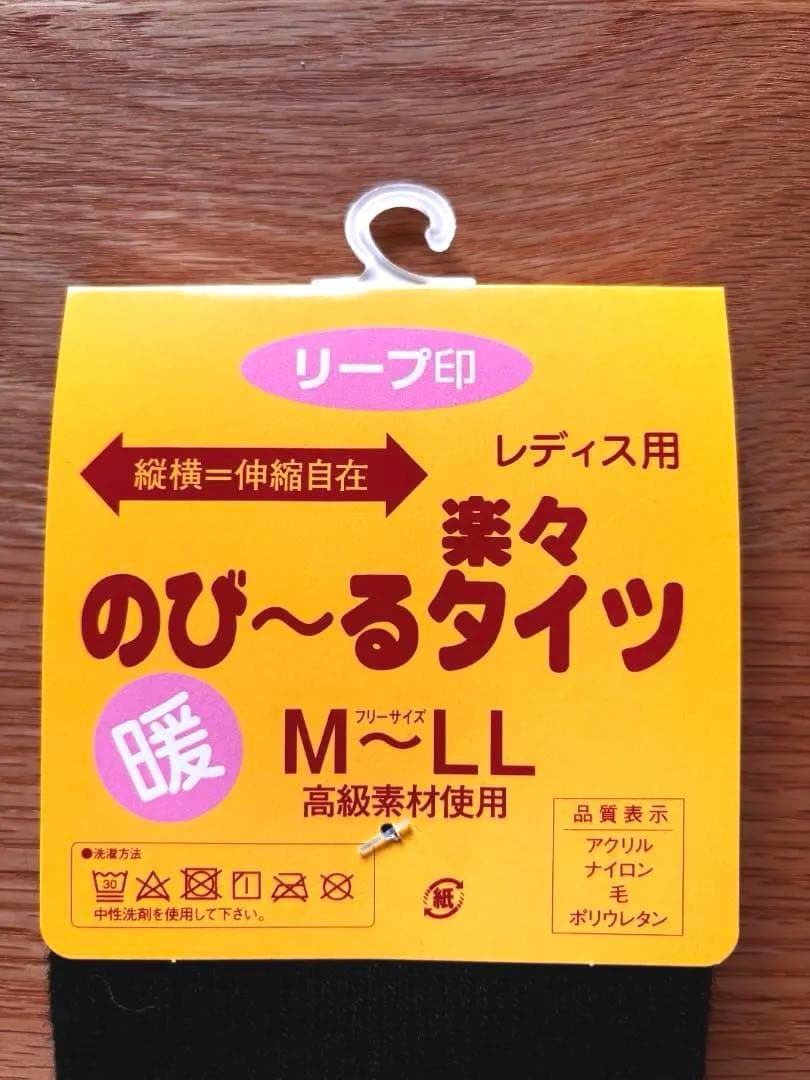 リープ印
縦横＝伸縮自在
レディス用
楽々
のび～るタイツ
暖
フリーサイズ
M～LL
高級素材使用
●洗濯方法
30
中性洗剤を使用して下さい。
紙
品質表示
アクリル
ナイロン
毛
ポリウレタン